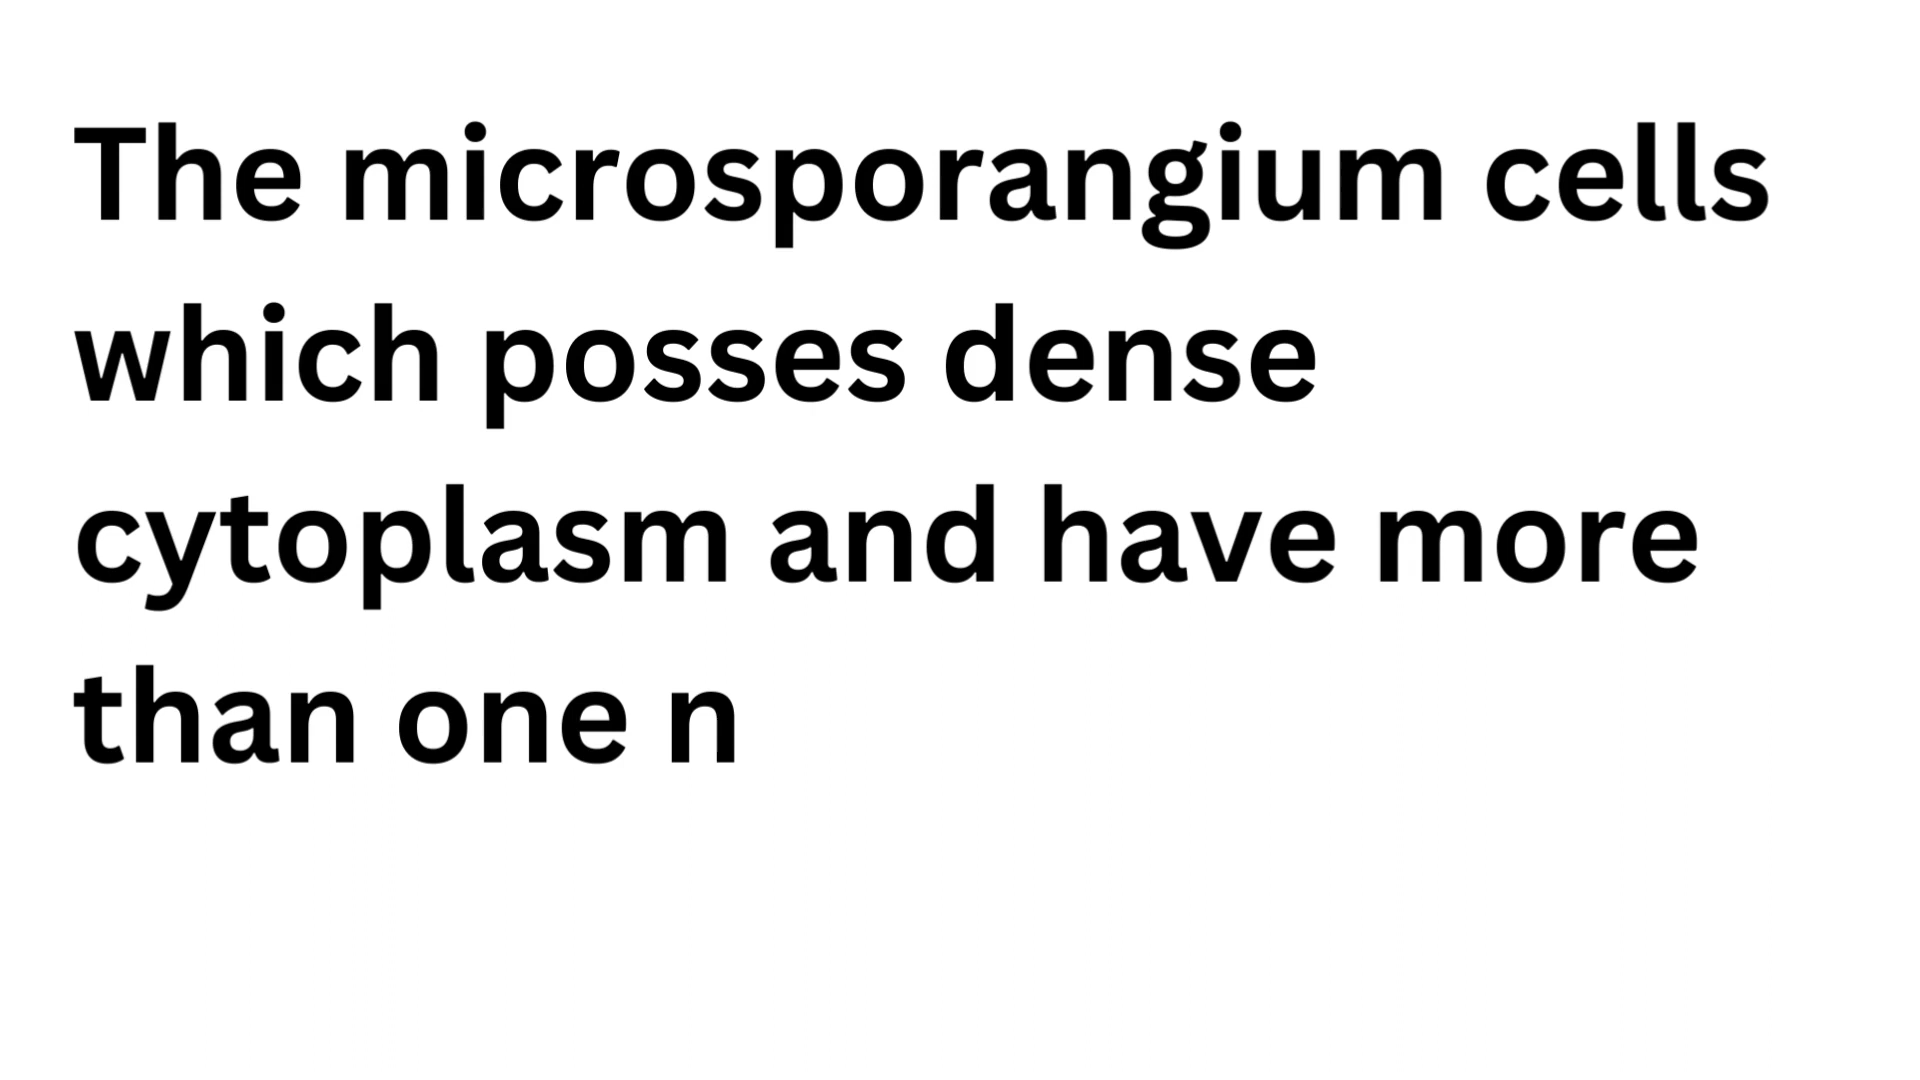 The microsporangium cells
which posses dense
cytoplasm and have more
than one n